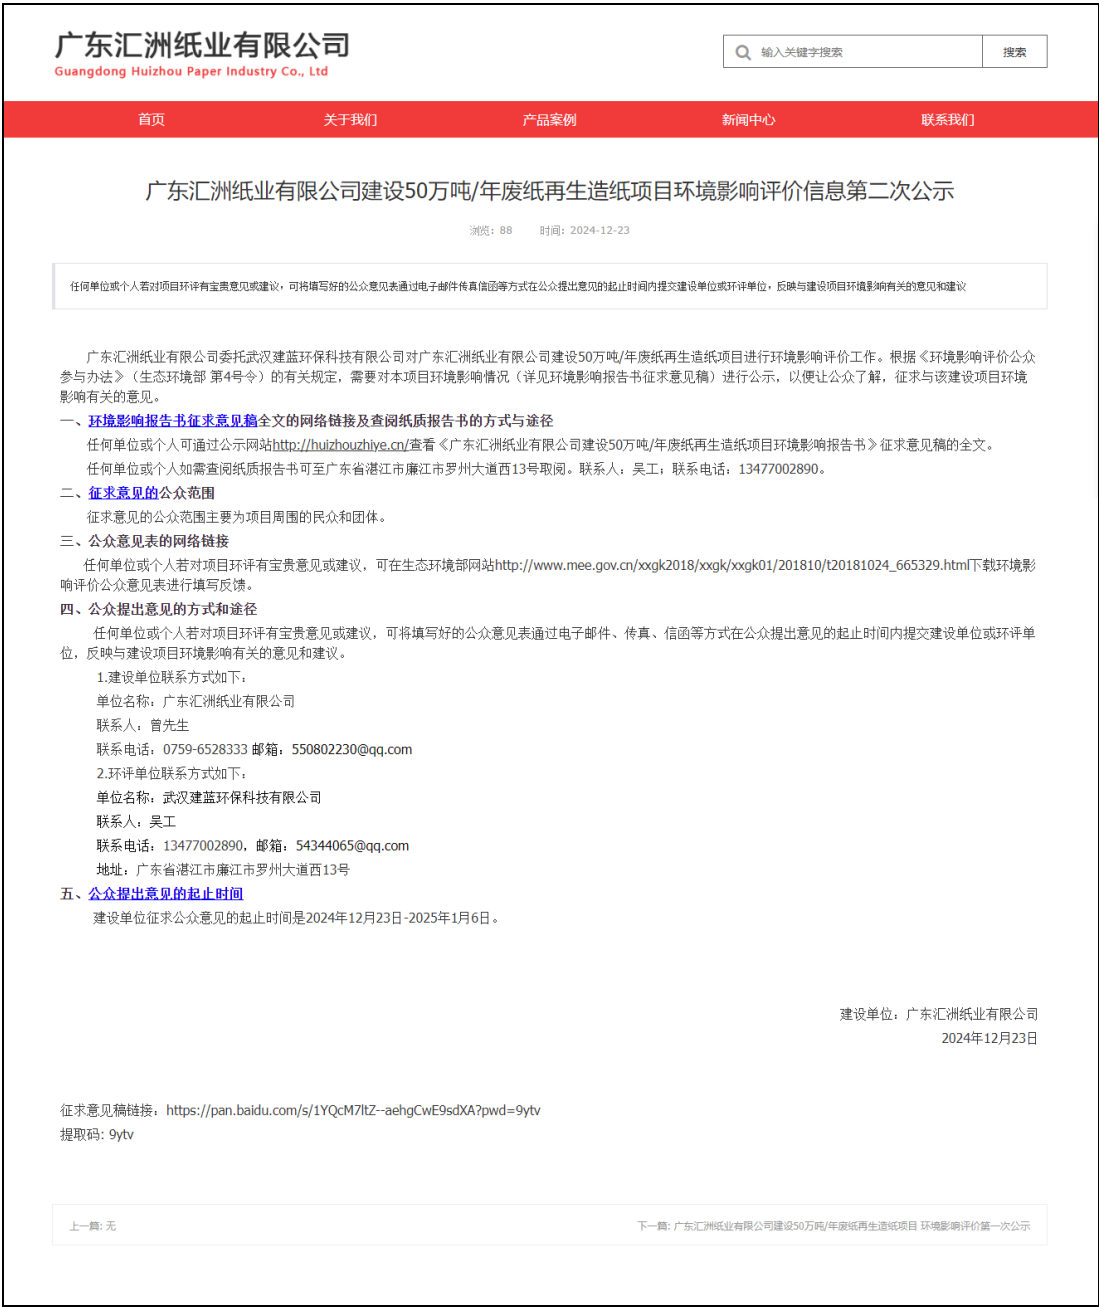 广东汇洲纸业有限公司
Guangdong Huizhou Paper Industry Co., Ltd
输入关键字搜索
搜索
首页
关于我们
产品案例
新闻中心
联系我们
广东汇洲纸业有限公司建设50万吨/年废纸再生造纸项目环境影响评价信息第二次公示
浏览：88 时间：2024-12-23
任何单位或个人若对项目环评有宝贵意见或建议，可将填写好的公众意见表通过电子邮件传真信函等方式在公众提出意见的起止时间内提交建设单位或环评单位，反映与建设项目环境影响有关的意见和建议
广东汇洲纸业有限公司委托武汉建蓝环保科技有限公司对广东汇洲纸业有限公司建设50万吨/年废纸再生造纸项目进行环境影响评价工作。根据《环境影响评价公众
参与办法》（生态环境部 第4号令）的有关规定，需要对本项目环境影响情况（详见环境影响报告书征求意见稿）进行公示，以便让公众了解，征求与该建设项目环境
影响有关的意见。
一、环境影响报告书征求意见稿全文的网络链接及查阅纸质报告书的方式与途径
任何单位或个人可通过公示网站http://huizhouzhiye.cn/查看《广东汇洲纸业有限公司建设50万吨/年废纸再生造纸项目环境影响报告书》征求意见稿的全文。
任何单位或个人如需查阅纸质报告书可至广东省湛江市廉江市罗州大道西13号取阅。联系人：吴工；联系电话：13477002890。
二、征求意见的公众范围
征求意见的公众范围主要为项目周围的民众和团体。
三、公众意见表的网络链接
任何单位或个人若对项目环评有宝贵意见或建议，可在生态环境部网站http://www.mee.gov.cn/xxgk2018/xxgk/xxgk01/201810/t20181024_665329.html下载环境影
响评价公众意见表进行填写反馈。
四、公众提出意见的方式和途径
任何单位或个人若对项目环评有宝贵意见或建议，可将填写好的公众意见表通过电子邮件、传真、信函等方式在公众提出意见的起止时间内提交建设单位或环评单
位，反映与建设项目环境影响有关的意见和建议。
1.建设单位联系方式如下：
单位名称：广东汇洲纸业有限公司
联系人：曾先生
联系电话：0759-6528333 邮箱：550802230@qq.com
2.环评单位联系方式如下：
单位名称：武汉建蓝环保科技有限公司
联系人：吴工
联系电话：13477002890，邮箱：54344065@qq.com
地址：广东省湛江市廉江市罗州大道西13号
五、公众提出意见的起止时间
建设单位征求公众意见的起止时间是2024年12月23日-2025年1月6日。
建设单位：广东汇洲纸业有限公司
2024年12月23日
征求意见稿链接：https://pan.baidu.com/s/1YQcM7ltZ--aehgCwE9sdXA?pwd=9ytv
提取码: 9ytv
上一篇: 无
下一篇: 广东汇洲纸业有限公司建设50万吨/年废纸再生造纸项目 环境影响评价第一次公示